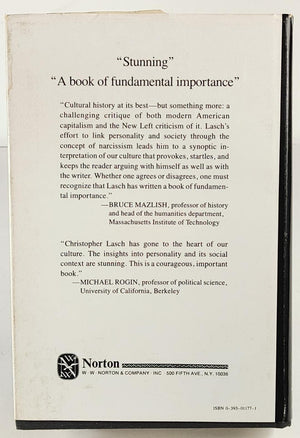 “Stunning”
“A book of fundamental importance”
“Cultural history at its best—but something more: a
challenging critique of both modern American
capitalism and the New Left criticism of it. Lasch’s
effort to link personality and society through the
concept of narcissism leads him to a synoptic in-
terpretation of our culture that provokes, startles, and
keeps the reader arguing with himself as well as with
the writer. Whether one agrees or disagrees, one must
recognize that Lasch has written a book of fundamen-
tal importance.”
—BRUCE MAZLISH, professor of history
and head of the humanities department,
Massachusetts Institute of Technology
“Christopher Lasch has gone to the heart of our
culture. The insights into personality and its social
context are stunning. This is a courageous, important
book.”
—MICHAEL ROGIN, professor of political science,
University of California, Berkeley
Norton
W · W · NORTON & COMPANY · INC · 500 FIFTH AVE., N.Y. 10036
ISBN 0-393-01177-1